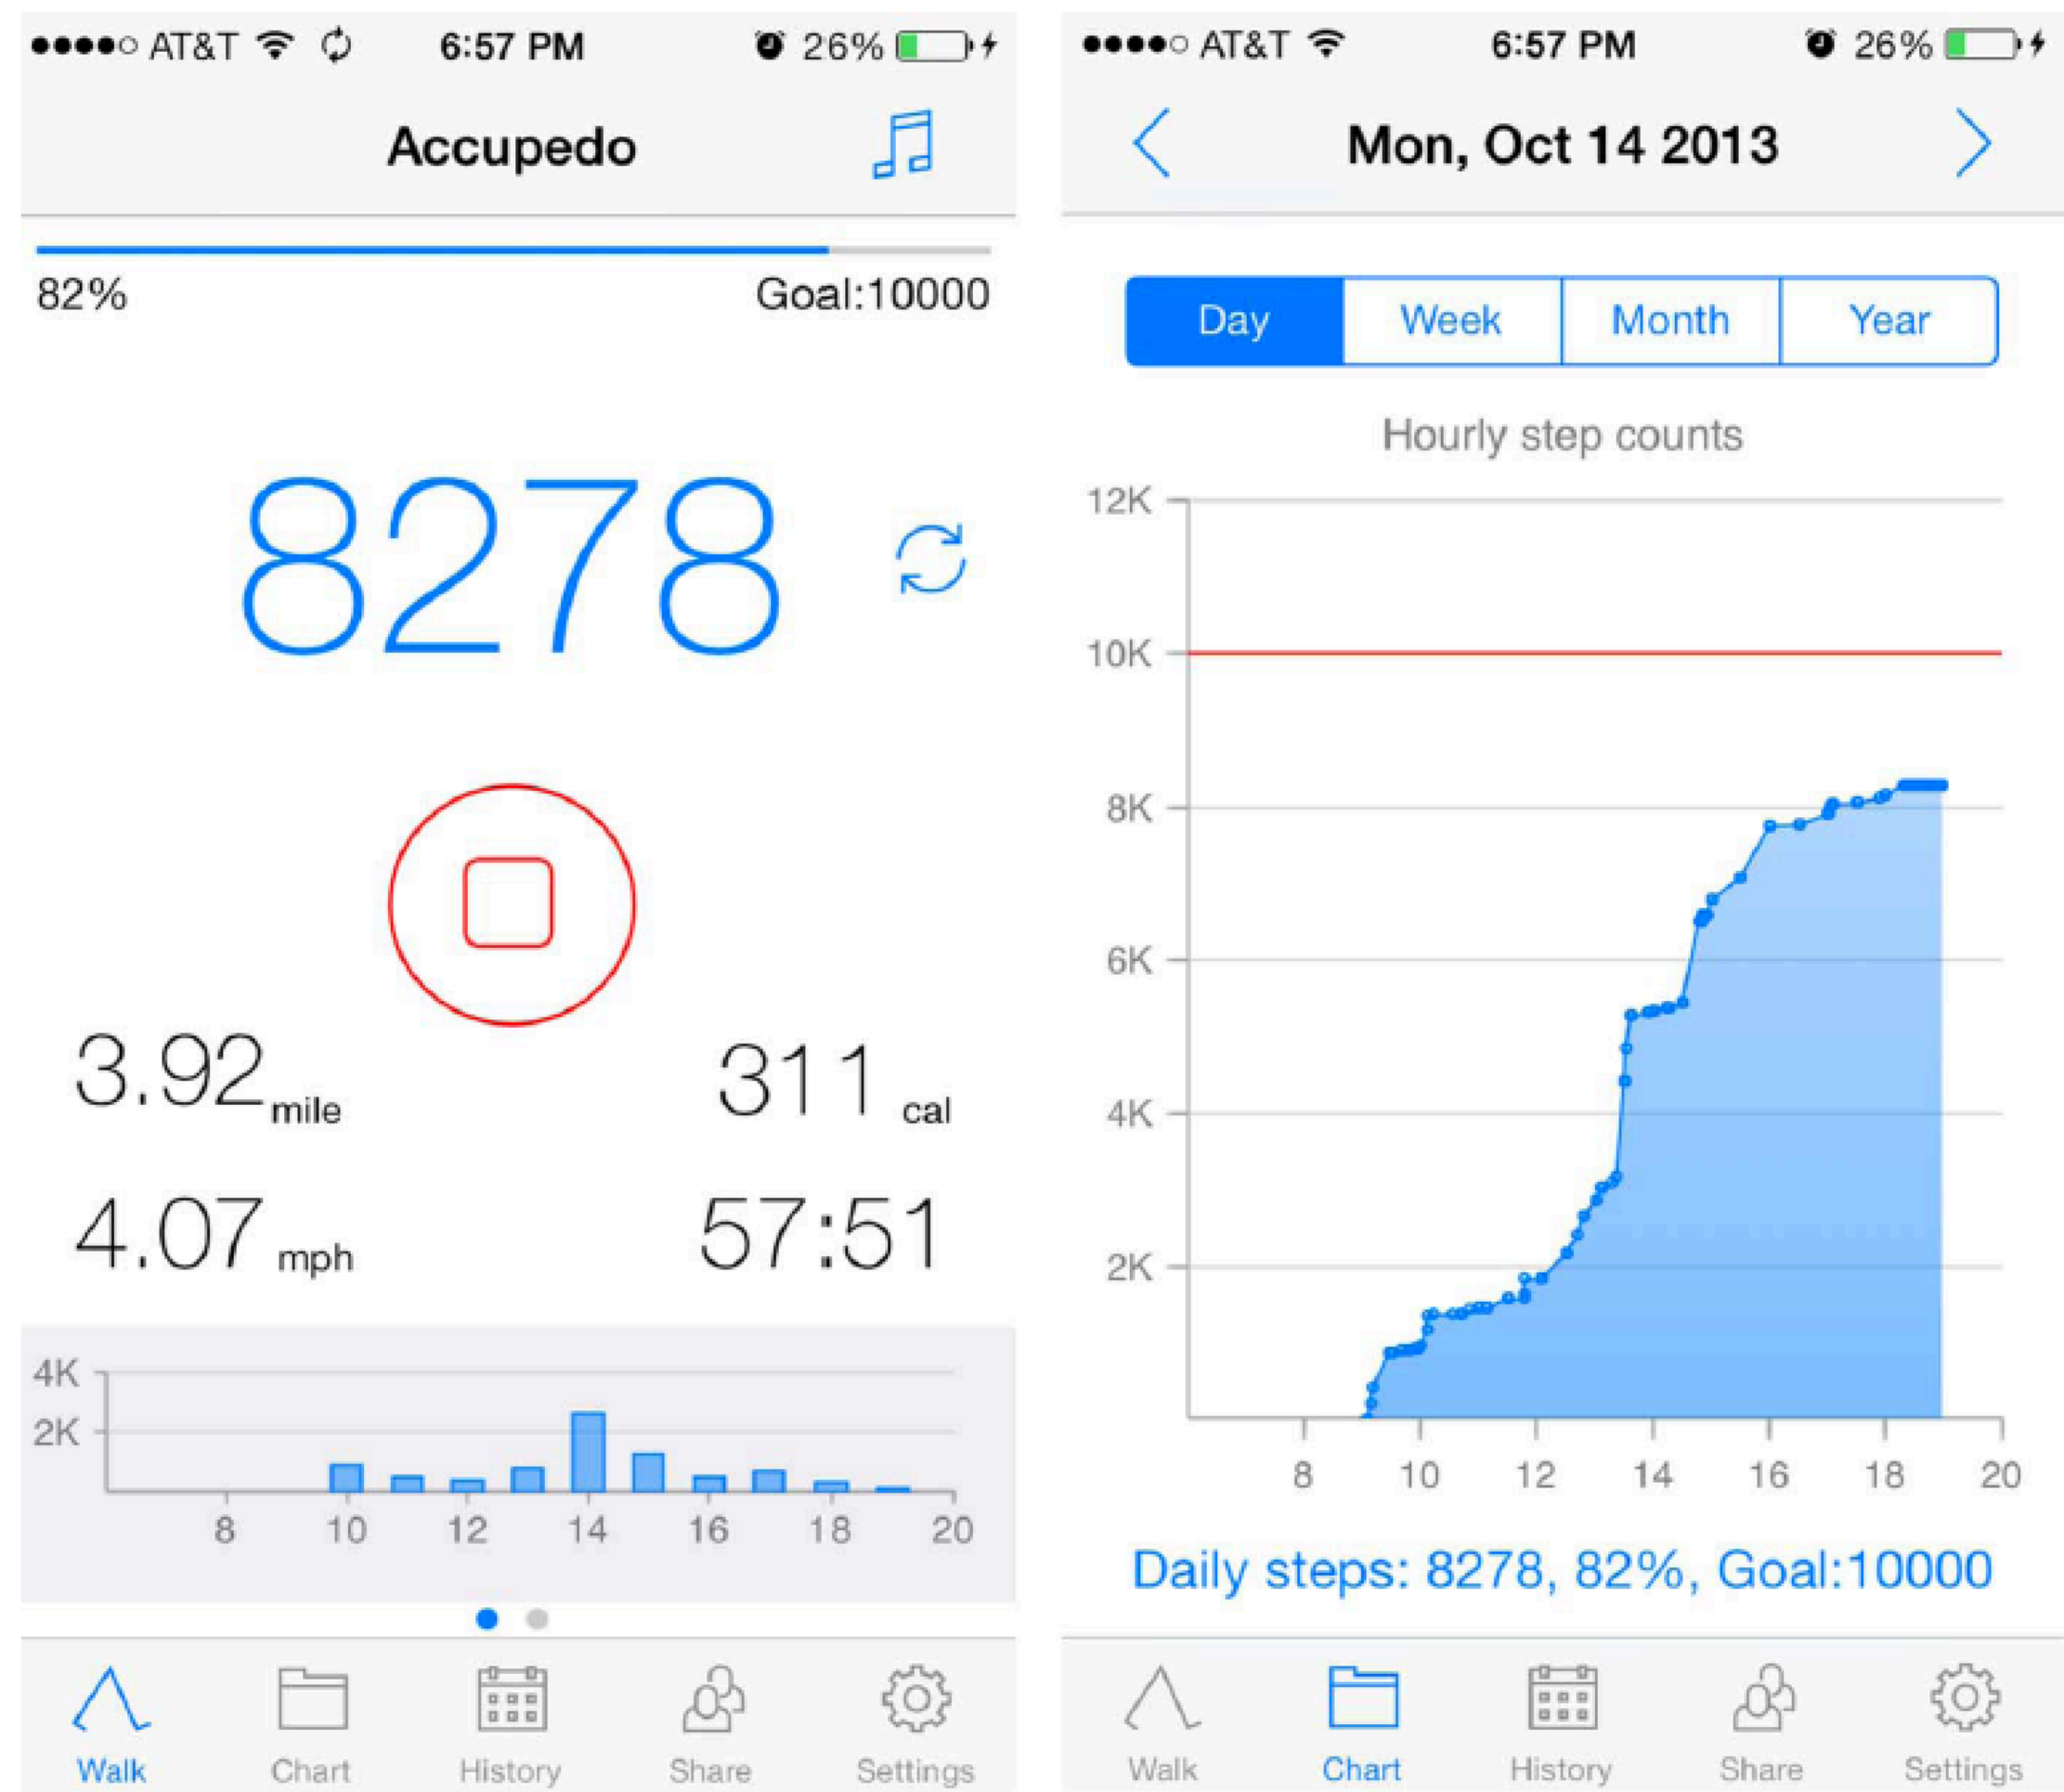 AT&T 6:57 PM 26%
Accupedo
82% Goal:10000
8278
3.92 mile 311 cal
4.07 mph 57:51
4K
2K
8 10 12 14 16 18 20
Walk Chart History Share Settings
AT&T 6:57 PM 26%
Mon, Oct 14 2013
Day Week Month Year
Hourly step counts
12K
10K
8K
6K
4K
2K
8 10 12 14 16 18 20
Daily steps: 8278, 82%, Goal:10000
Walk Chart History Share Settings